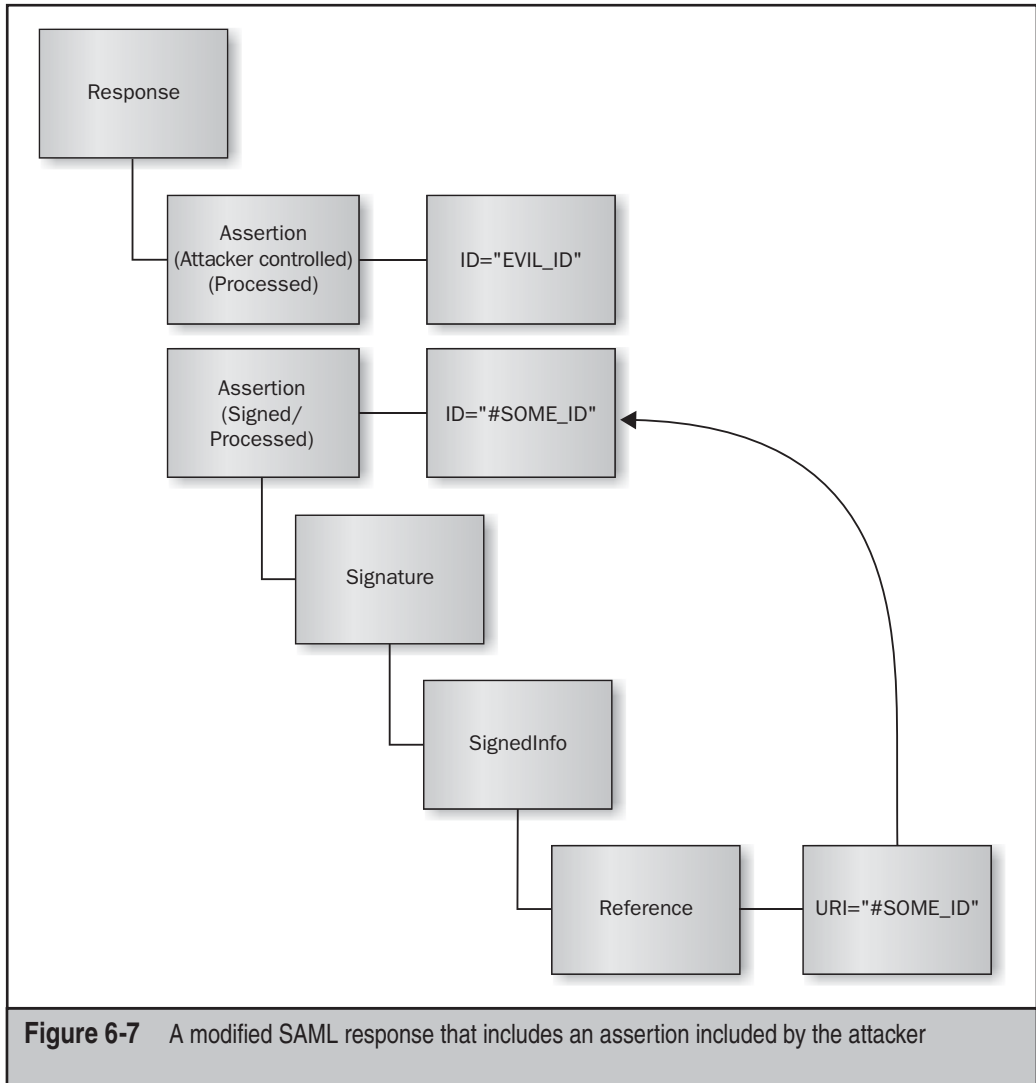 Response
Assertion
(Attacker controlled)
(Processed)
ID="EVIL_ID"
Assertion
(Signed/
Processed)
ID="#SOME_ID"
Signature
SignedInfo
Reference
URI="#SOME_ID"
Figure 6-7 A modified SAML response that includes an assertion included by the attacker